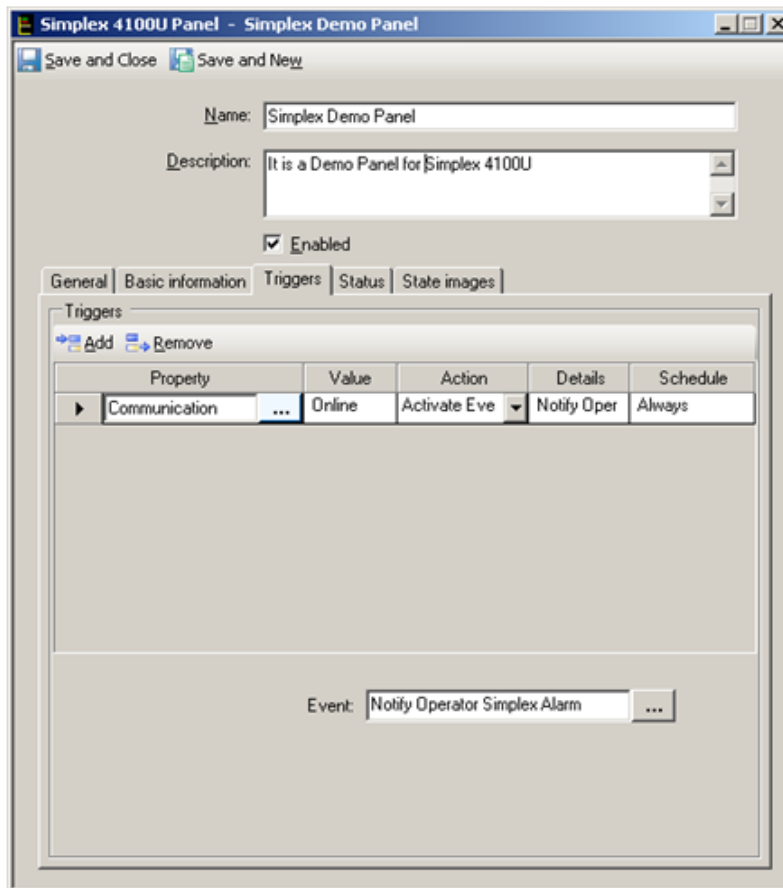 Simplex 4100U Panel - Simplex Demo Panel
Save and Close Save and New
Name: Simplex Demo Panel
Description: It is a Demo Panel for Simplex 4100U
Enabled
General Basic information Triggers Status State images
Triggers
Add Remove
Property Value Action Details Schedule
Communication ... Online Activate Eve Notify Oper Always
Event: Notify Operator Simplex Alarm ...